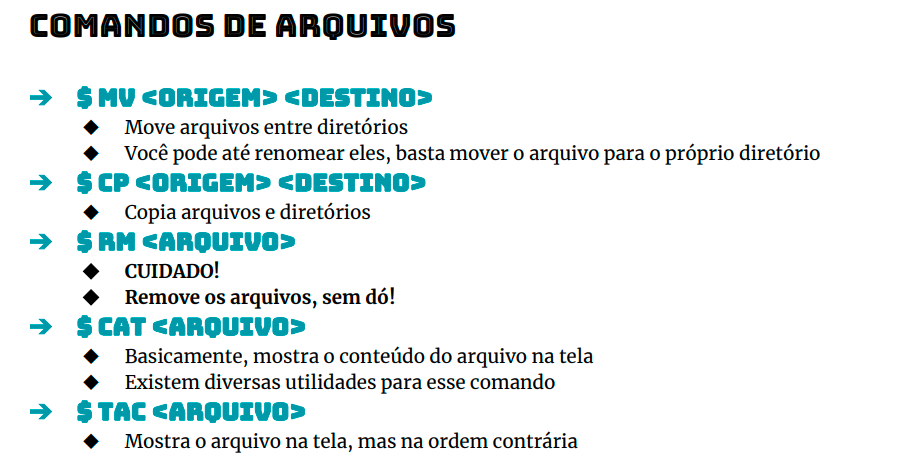 COMANDOS DE ARQUIVOS
➔ $ MV <ORIGEM> <DESTINO>
◆ Move arquivos entre diretórios
◆ Você pode até renomear eles, basta mover o arquivo para o próprio diretório
➔ $ CP <ORIGEM> <DESTINO>
◆ Copia arquivos e diretórios
➔ $ RM <ARQUIVO>
◆ CUIDADO!
◆ Remove os arquivos, sem dó!
➔ $ CAT <ARQUIVO>
◆ Basicamente, mostra o conteúdo do arquivo na tela
◆ Existem diversas utilidades para esse comando
➔ $ TAC <ARQUIVO>
◆ Mostra o arquivo na tela, mas na ordem contrária